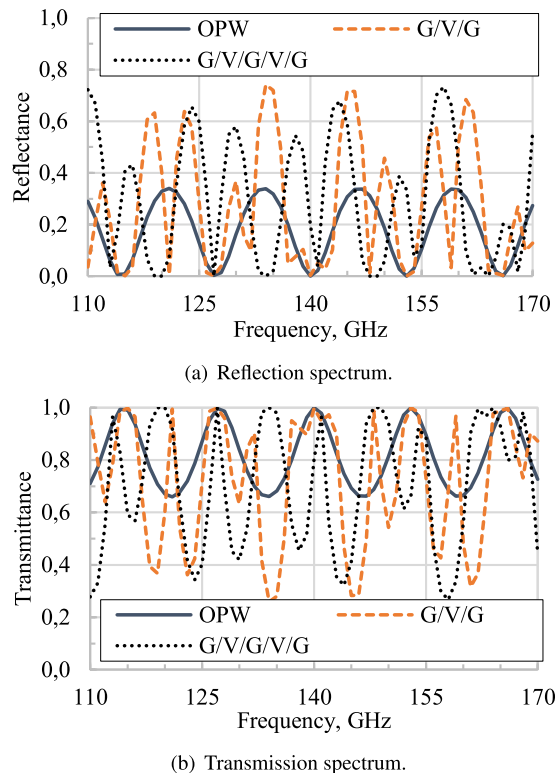 1,0
0,8
0,6
0,4
0,2
0,0
Reflectance
OPW
G/V/G
G/V/G/V/G
110 125 140 155 170
Frequency, GHz
(a) Reflection spectrum.
1,0
0,8
0,6
0,4
0,2
0,0
Transmittance
OPW
G/V/G
G/V/G/V/G
110 125 140 155 170
Frequency, GHz
(b) Transmission spectrum.